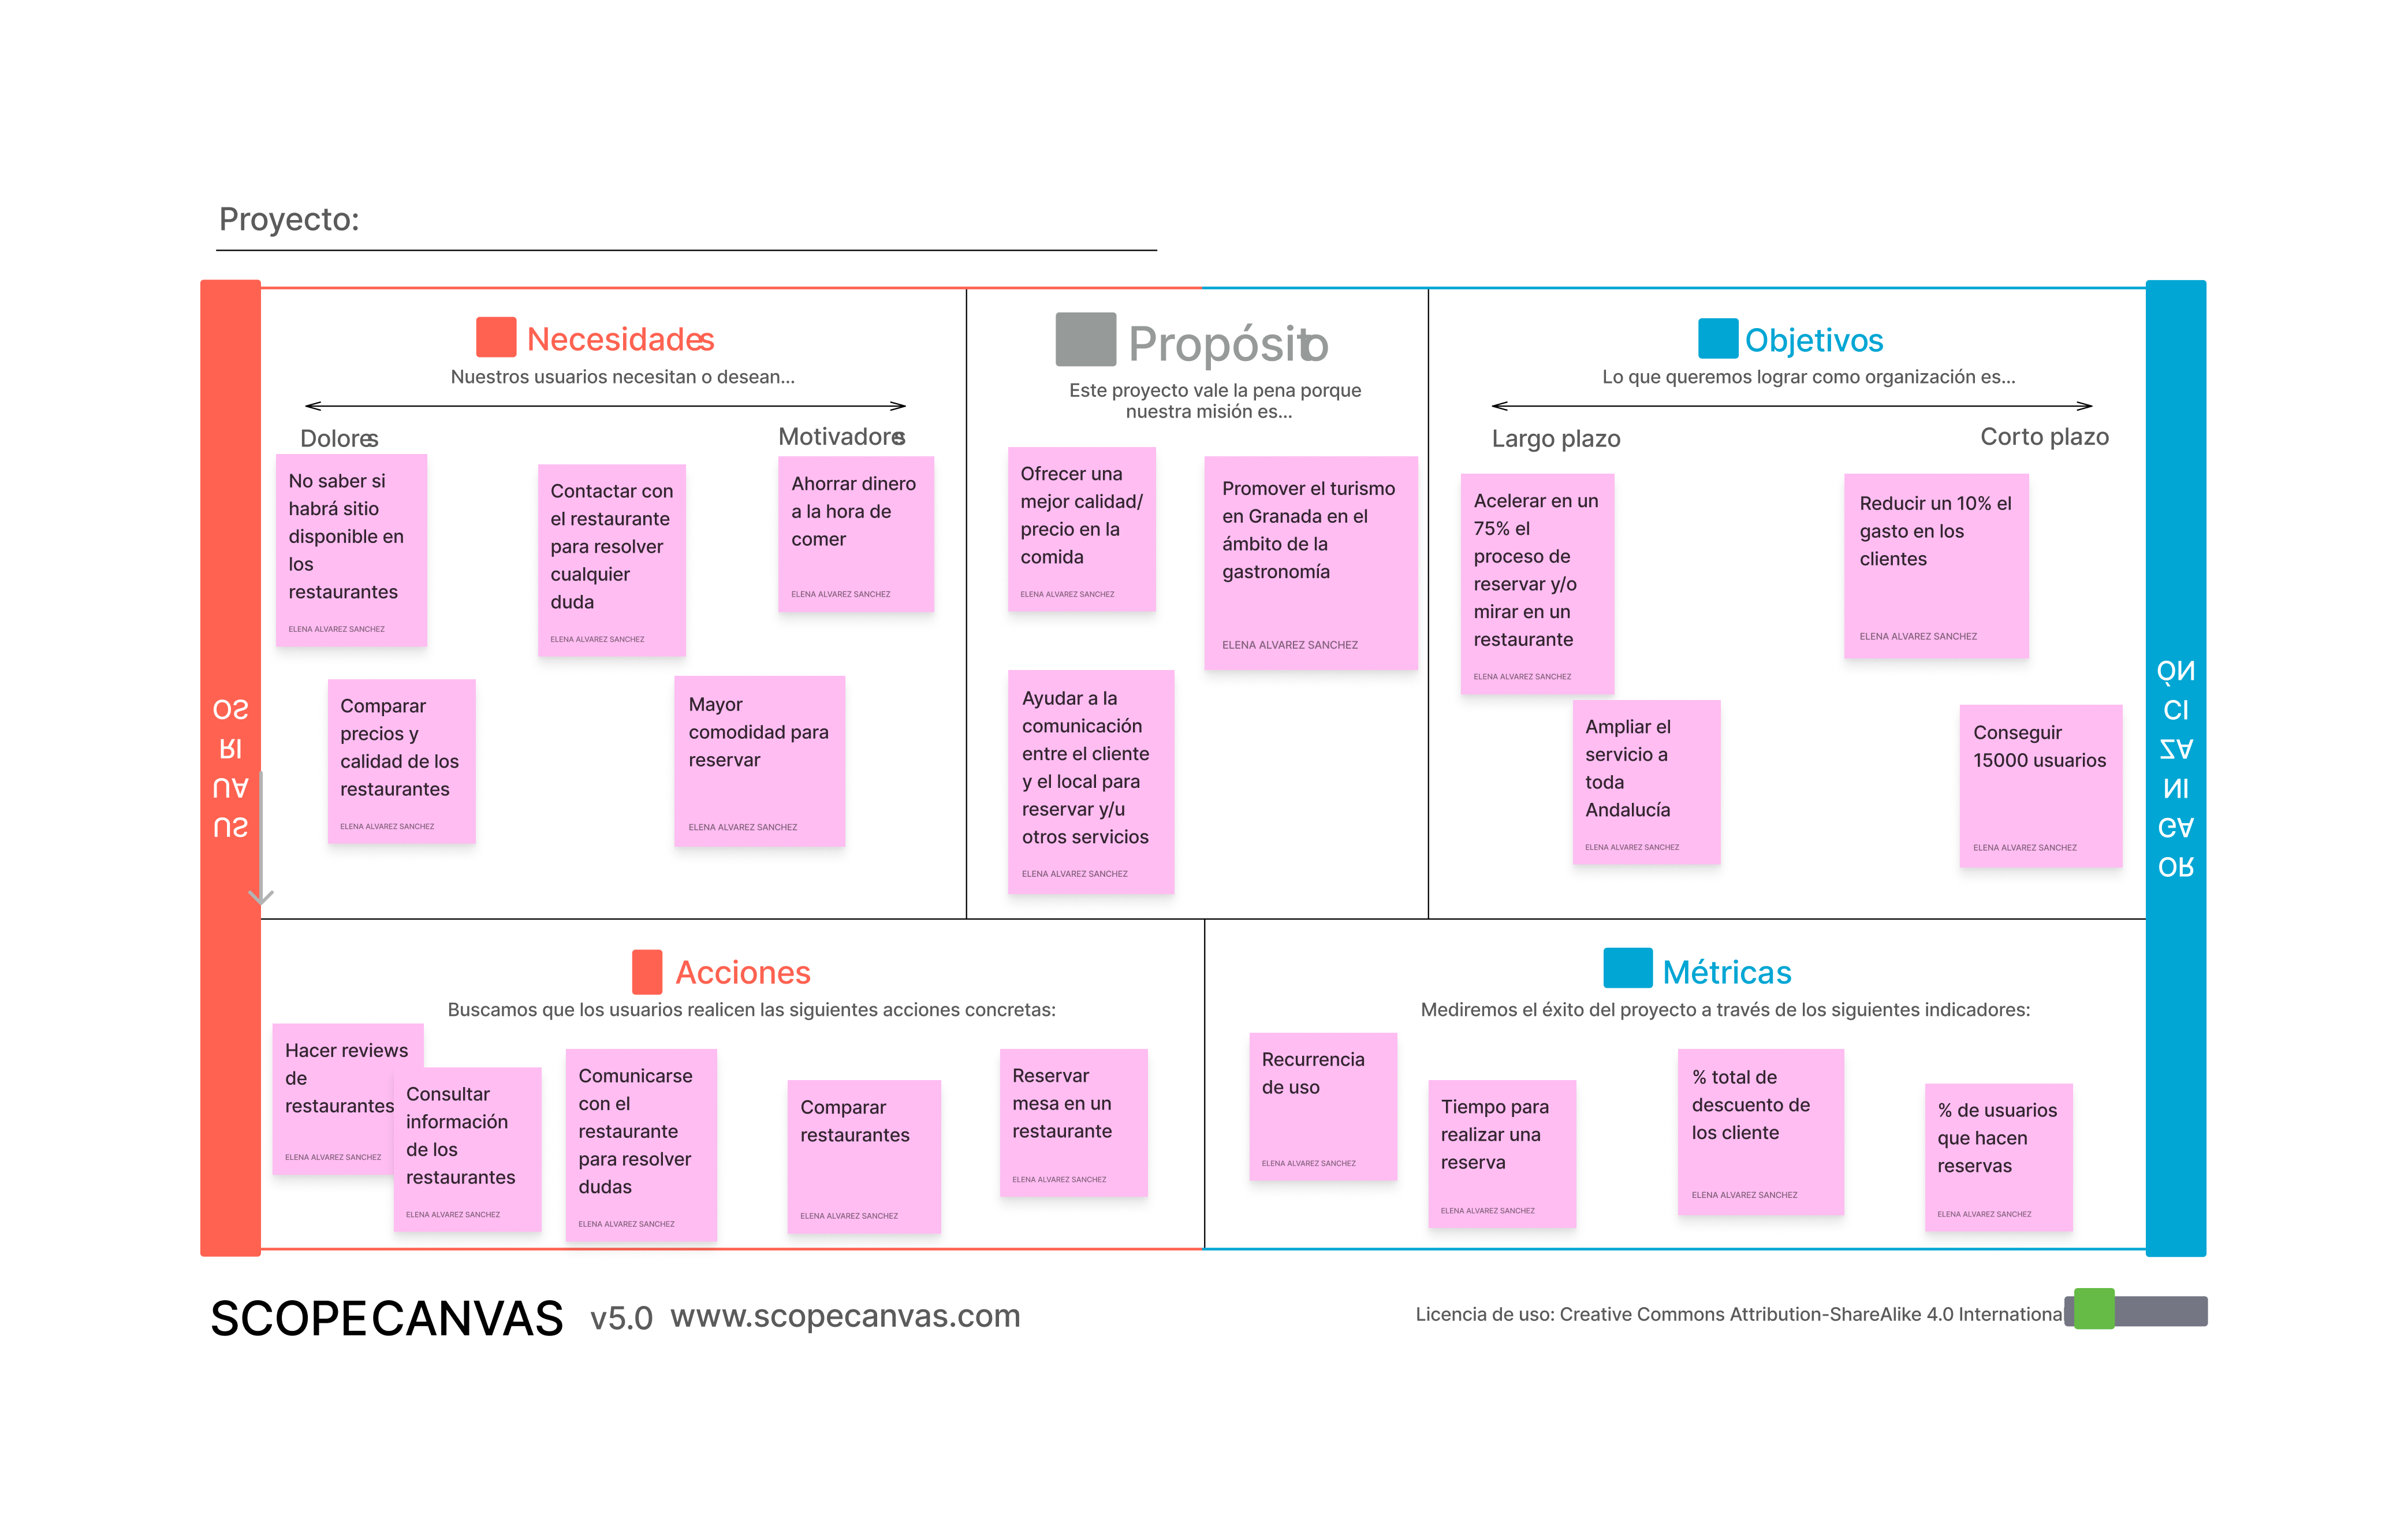 Proyecto:
Necesidades
Nuestros usuarios necesitan o desean...
Dolores
Motivadores
No saber si
habrá sitio
disponible en
los
restaurantes
ELENA ALVAREZ SANCHEZ
Contactar con
el restaurante
para resolver
cualquier
duda
ELENA ALVAREZ SANCHEZ
Ahorrar dinero
a la hora de
comer
ELENA ALVAREZ SANCHEZ
Comparar
precios y
calidad de los
restaurantes
ELENA ALVAREZ SANCHEZ
Mayor
comodidad para
reservar
ELENA ALVAREZ SANCHEZ
Propósito
Este proyecto vale la pena porque
nuestra misión es...
Ofrecer una
mejor calidad/
precio en la
comida
ELENA ALVAREZ SANCHEZ
Promover el turismo
en Granada en el
ámbito de la
gastronomía
ELENA ALVAREZ SANCHEZ
Ayudar a la
comunicación
entre el cliente
y el local para
reservar y/u
otros servicios
ELENA ALVAREZ SANCHEZ
Objetivos
Lo que queremos lograr como organización es...
Largo plazo
Corto plazo
Acelerar en un
75% el
proceso de
reservar y/o
mirar en un
restaurante
ELENA ALVAREZ SANCHEZ
Reducir un 10% el
gasto en los
clientes
ELENA ALVAREZ SANCHEZ
Ampliar el
servicio a
toda
Andalucía
ELENA ALVAREZ SANCHEZ
Conseguir
15000 usuarios
ELENA ALVAREZ SANCHEZ
US
UA
RI
OS
OR
GA
NI
ZA
CI
ÓN
Acciones
Buscamos que los usuarios realicen las siguientes acciones concretas:
Hacer reviews
de
restaurantes
ELENA ALVAREZ SANCHEZ
Consultar
información
de los
restaurantes
ELENA ALVAREZ SANCHEZ
Comunicarse
con el
restaurante
para resolver
dudas
ELENA ALVAREZ SANCHEZ
Comparar
restaurantes
ELENA ALVAREZ SANCHEZ
Reservar
mesa en un
restaurante
ELENA ALVAREZ SANCHEZ
Métricas
Mediremos el éxito del proyecto a través de los siguientes indicadores:
Recurrencia
de uso
ELENA ALVAREZ SANCHEZ
Tiempo para
realizar una
reserva
ELENA ALVAREZ SANCHEZ
% total de
descuento de
los cliente
ELENA ALVAREZ SANCHEZ
% de usuarios
que hacen
reservas
ELENA ALVAREZ SANCHEZ
SCOPECANVAS v5.0 www.scopecanvas.com
Licencia de uso: Creative Commons Attribution-ShareAlike 4.0 International